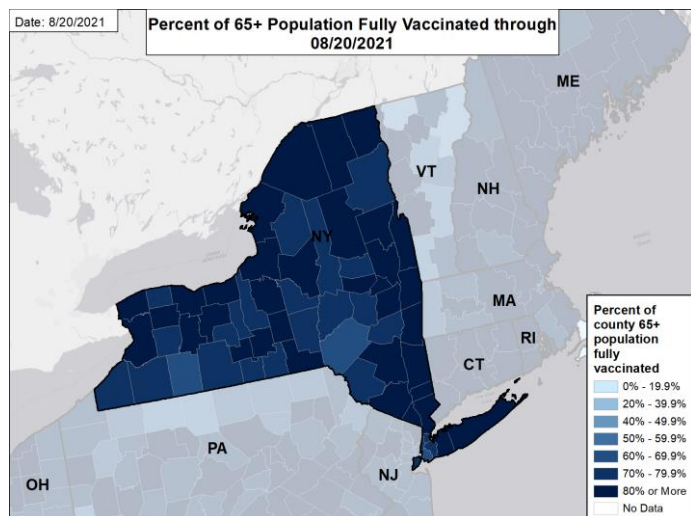 Date: 8/20/2021
Percent of 65+ Population Fully Vaccinated through
08/20/2021
ME
VT
NH
NY
MA
RI
CT
PA
NJ
OH
Percent of
county 65+
population
fully
vaccinated
0% - 19.9%
20% - 39.9%
40% - 49.9%
50% - 59.9%
60% - 69.9%
70% - 79.9%
80% or More
No Data